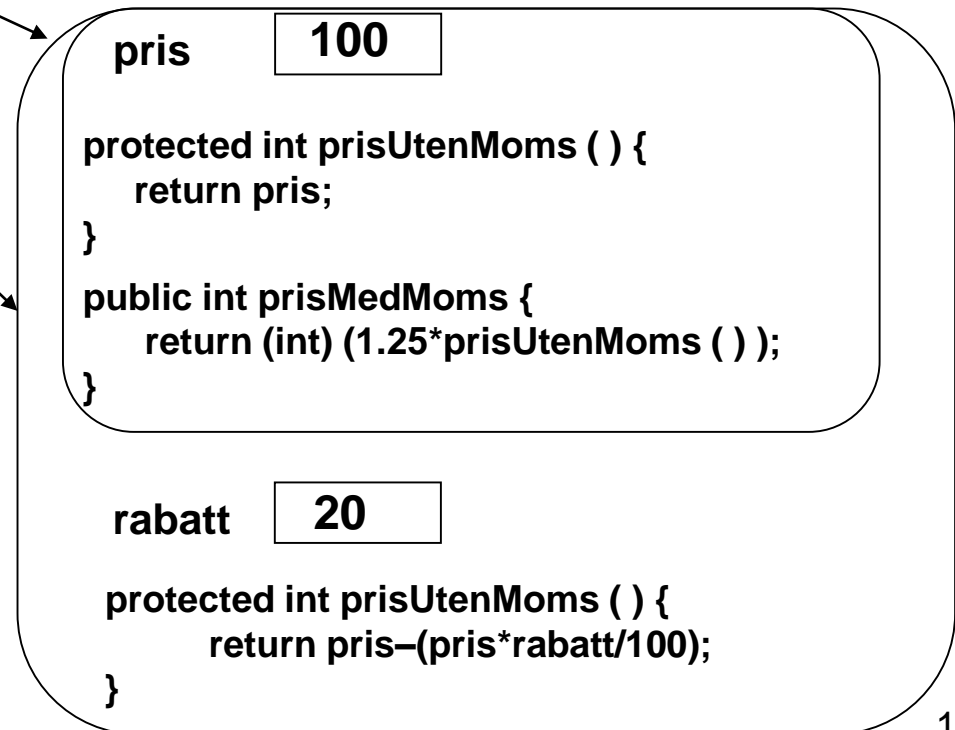 pris 100
protected int prisUtenMoms ( ) {
return pris;
}
public int prisMedMoms {
return (int) (1.25*prisUtenMoms ( ) );
}
rabatt 20
protected int prisUtenMoms ( ) {
return pris–(pris*rabatt/100);
}
1